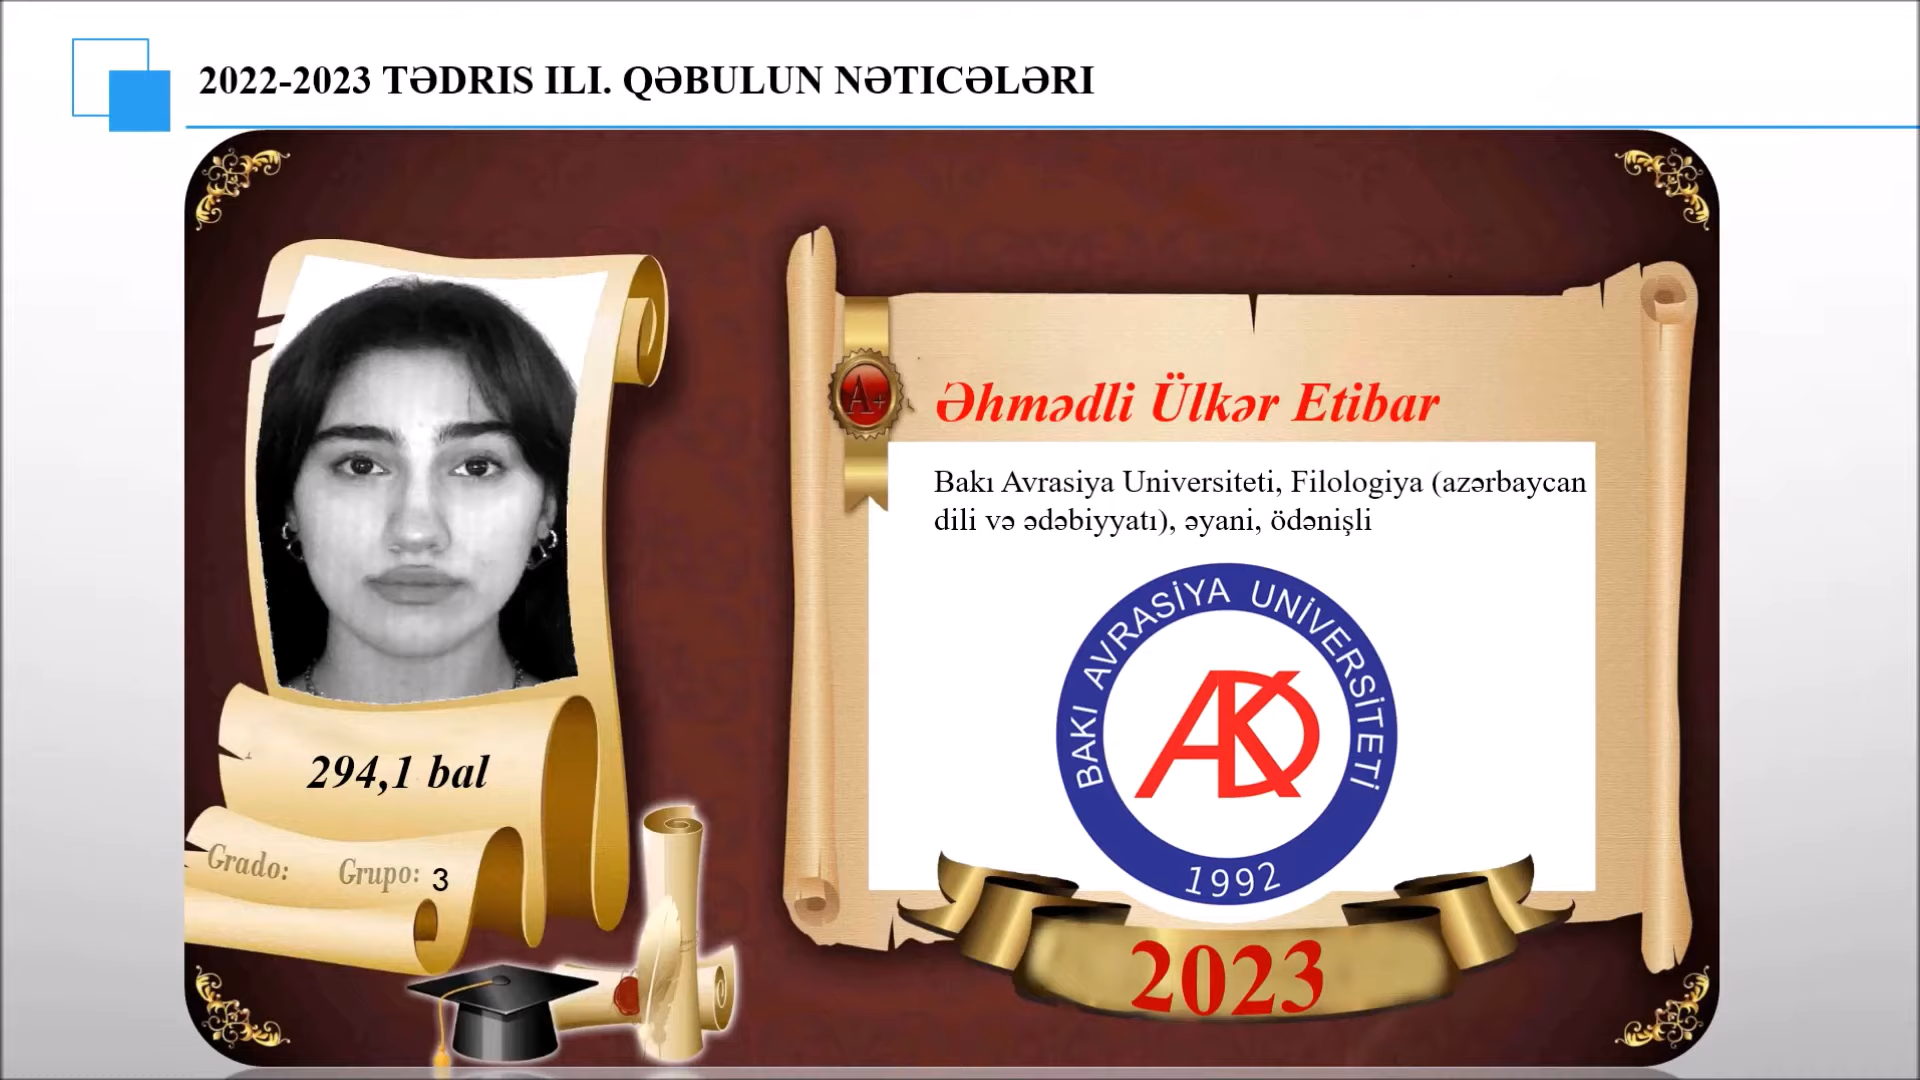 2022-2023 TƏDRIS ILI. QƏBULUN NƏTICƏLƏRI
A+
Əhmədli Ülkər Etibar
Bakı Avrasiya Universiteti, Filologiya (azərbaycan
dili və ədəbiyyatı), əyani, ödənişli
BAKI AVRASİYA UNİVERSİTETİ
1992
294,1 bal
Grado: Grupo: 3
2023